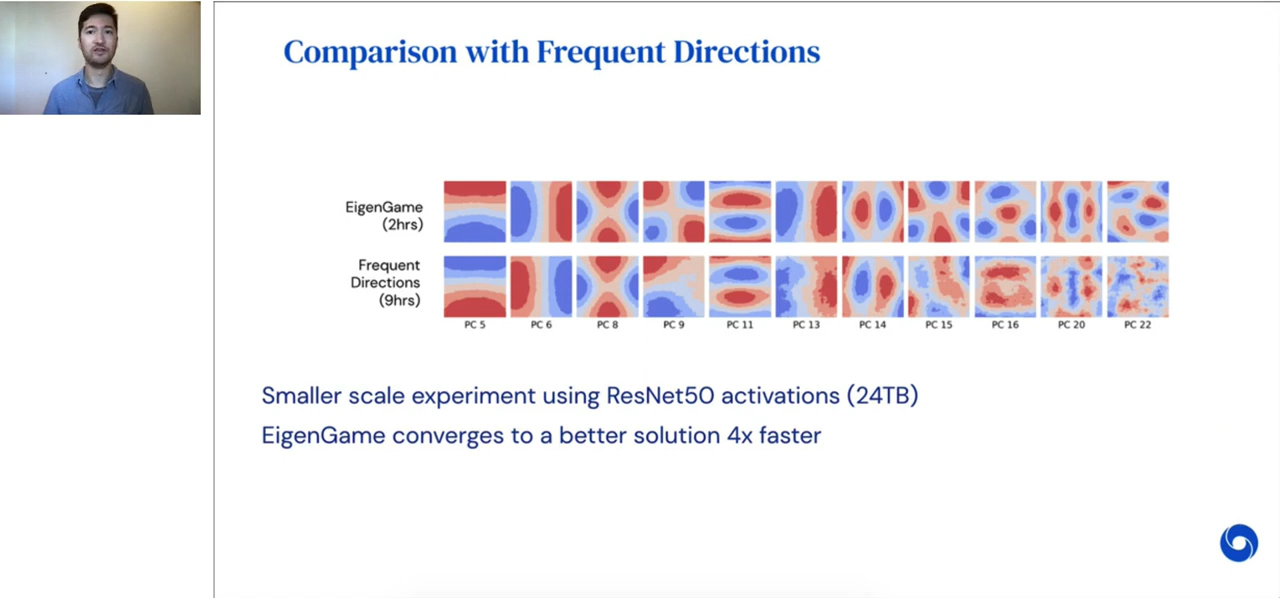 Comparison with Frequent Directions
EigenGame
(2hrs)
Frequent
Directions
(9hrs)
PC 5 PC 6 PC 8 PC 9 PC 11 PC 13 PC 14 PC 15 PC 16 PC 20 PC 22
Smaller scale experiment using ResNet50 activations (24TB)
EigenGame converges to a better solution 4x faster